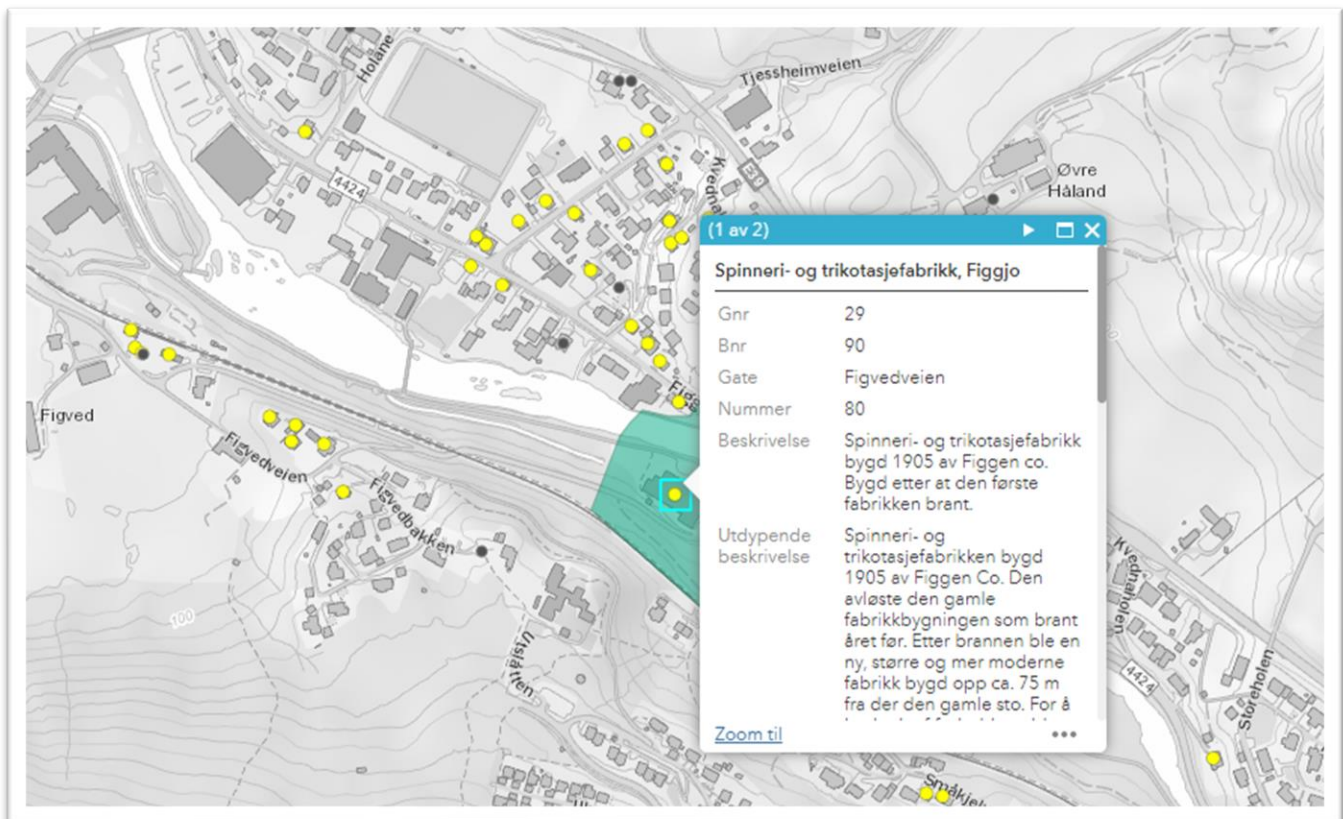 Holane
Tjessheimveien
4424
Øvre
Håland
(1 av 2)
Spinneri- og trikotasjefabrikk, Figgjo
Gnr 29
Bnr 90
Gate Figvedveien
Nummer 80
Beskrivelse Spinneri- og trikotasjefabrikk
bygd 1905 av Figgen co.
Bygd etter at den første
fabrikken brant.
Utdypende Spinneri- og
beskrivelse trikotasjefabrikken bygd
1905 av Figgen Co. Den
avløste den gamle
fabrikkbygningen som brant
året før. Etter brannen ble en
ny, større og mer moderne
fabrikk bygd opp ca. 75 m
fra der den gamle sto. For å
Zoom til
Figved
Figvedveien
Figvedbakken
100
Utsletten
Kvednaholen
4424
Storeholen